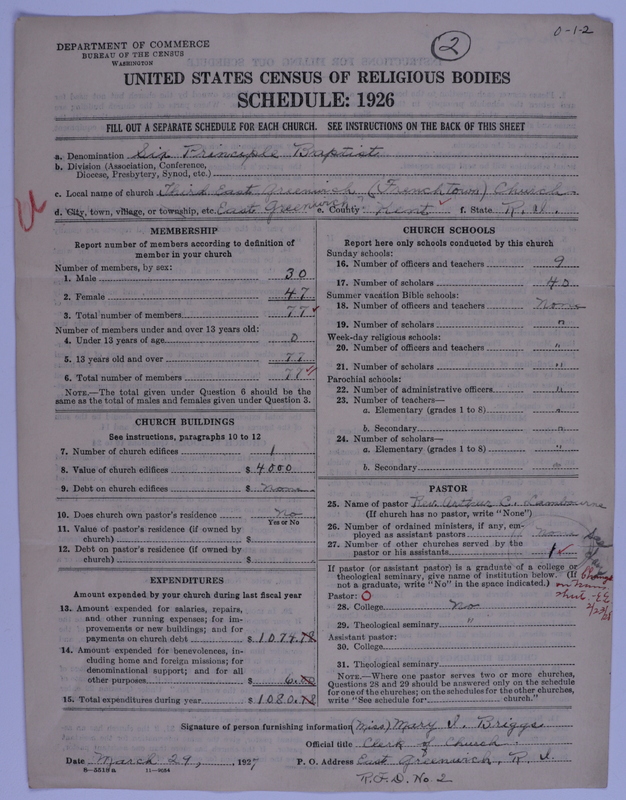 0-1-2
2
DEPARTMENT OF COMMERCE
BUREAU OF THE CENSUS
WASHINGTON
UNITED STATES CENSUS OF RELIGIOUS BODIES
SCHEDULE: 1926
FILL OUT A SEPARATE SCHEDULE FOR EACH CHURCH. SEE INSTRUCTIONS ON THE BACK OF THIS SHEET
a. Denomination Six Principle Baptist
b. Division (Association, Conference,
Diocese, Presbytery, Synod, etc.)
c. Local name of church Third East Greenwich (Frenchtown) Church
d. City, town, village, or township, etc. East Greenwich e. County Kent f. State R. I.
MEMBERSHIP
Report number of members according to definition of
member in your church
Number of members, by sex:
1. Male 30
2. Female 47
3. Total number of members 77
Number of members under and over 13 years old:
4. Under 13 years of age 0
5. 13 years old and over 77
6. Total number of members 77
NOTE.—The total given under Question 6 should be the
same as the total of males and females given under Question 3.
CHURCH BUILDINGS
See instructions, paragraphs 10 to 12
7. Number of church edifices 1
8. Value of church edifices $ 4000
9. Debt on church edifices $ None
10. Does church own pastor's residence No
Yes or No
11. Value of pastor's residence (if owned by
church) $
12. Debt on pastor's residence (if owned by
church) $
EXPENDITURES
Amount expended by your church during last fiscal year
13. Amount expended for salaries, repairs,
and other running expenses; for im-
provements or new buildings; and for
payments on church debt $ 1074.78
14. Amount expended for benevolences, in-
cluding home and foreign missions; for
denominational support; and for all
other purposes $ 6.00
15. Total expenditures during year $ 1080.78
CHURCH SCHOOLS
Report here only schools conducted by this church
Sunday schools:
16. Number of officers and teachers 9
17. Number of scholars 40
Summer vacation Bible schools:
18. Number of officers and teachers None
19. Number of scholars "
Week-day religious schools:
20. Number of officers and teachers "
21. Number of scholars "
Parochial schools:
22. Number of administrative officers "
23. Number of teachers—
a. Elementary (grades 1 to 8) "
b. Secondary "
24. Number of scholars—
a. Elementary (grades 1 to 8) "
b. Secondary "
PASTOR
25. Name of pastor Rev. Arthur C. Lambourne
(If church has no pastor, write "None")
26. Number of ordained ministers, if any, em-
ployed as assistant pastors None
27. Number of other churches served by the
pastor or his assistants 1
If pastor (or assistant pastor) is a graduate of a college or
theological seminary, give name of institution below. (If
not a graduate, write "No" in the space indicated.)
Pastor:
28. College No
29. Theological seminary "
Assistant pastor:
30. College
31. Theological seminary
NOTE.—Where one pastor serves two or more churches,
Questions 28 and 29 should be answered only on the schedule
for one of the churches; on the schedules for the other churches,
write "See schedule for church."
Signature of person furnishing information (Miss) Mary I. Briggs
Official title Clerk of Church
Date March 29, 1927 P. O. Address East Greenwich, R. I.
8-5519a 11-9084
R.F.D. No. 2